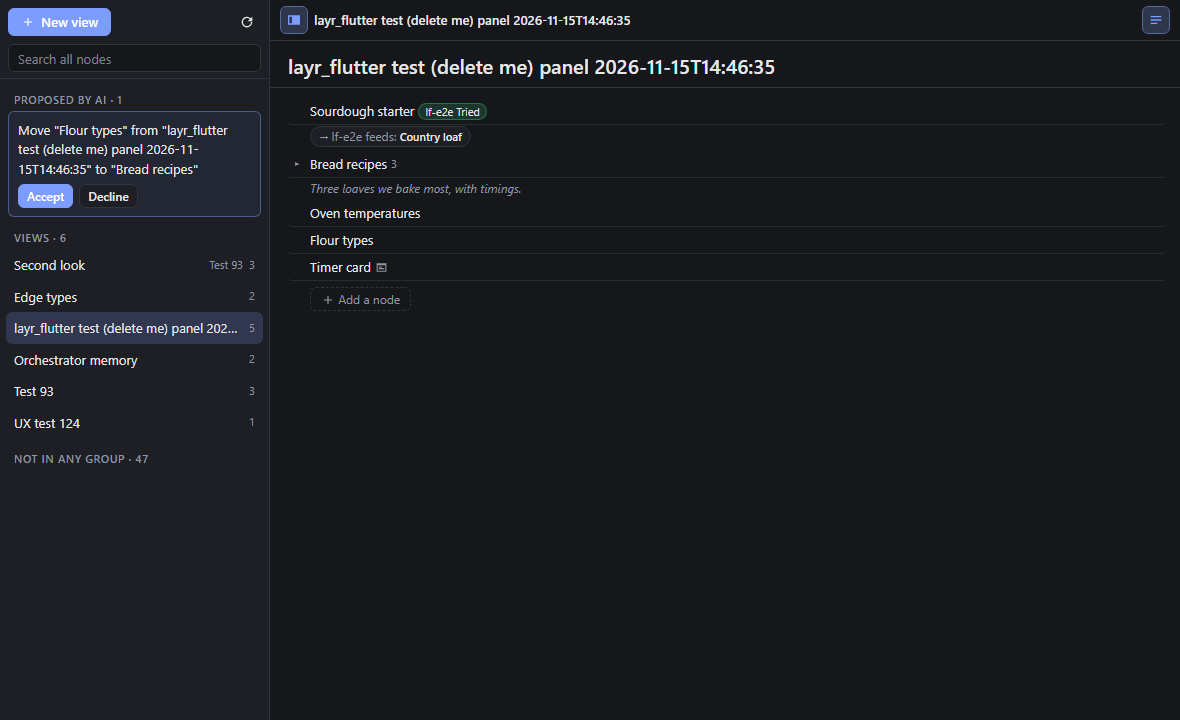 + New view
Search all nodes
PROPOSED BY AI · 1
Move "Flour types" from "layr_flutter
test (delete me) panel 2026-11-
15T14:46:35" to "Bread recipes"
Accept Decline
VIEWS · 6
Second look Test 93 3
Edge types 2
layr_flutter test (delete me) panel 202... 5
Orchestrator memory 2
Test 93 3
UX test 124 1
NOT IN ANY GROUP · 47
layr_flutter test (delete me) panel 2026-11-15T14:46:35
layr_flutter test (delete me) panel 2026-11-15T14:46:35
Sourdough starter lf-e2e Tried
→ lf-e2e feeds: Country loaf
Bread recipes 3
Three loaves we bake most, with timings.
Oven temperatures
Flour types
Timer card
+ Add a node